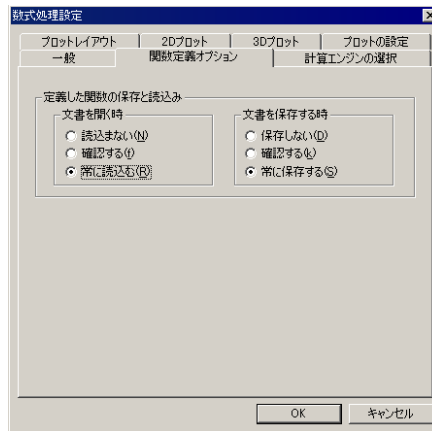 数式処理設定
プロットレイアウト 2Dプロット 3Dプロット プロットの設定
一般 関数定義オプション 計算エンジンの選択
定義した関数の保存と読込み
文書を開く時 文書を保存する時
読込まない(N) 保存しない(D)
確認する(f) 確認する(k)
常に読込む(R) 常に保存する(S)
OK キャンセル